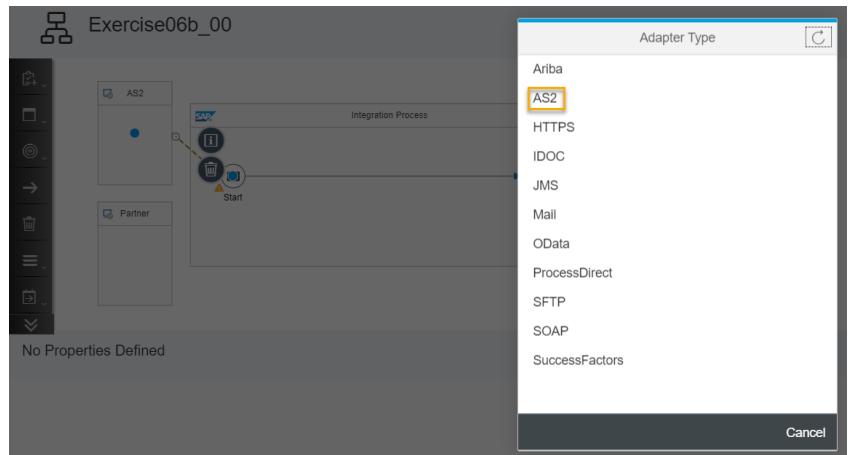 Exercise06b_00
AS2
SAP
Integration Process
Start
Partner
No Properties Defined
Adapter Type
Ariba
AS2
HTTPS
IDOC
JMS
Mail
OData
ProcessDirect
SFTP
SOAP
SuccessFactors
Cancel